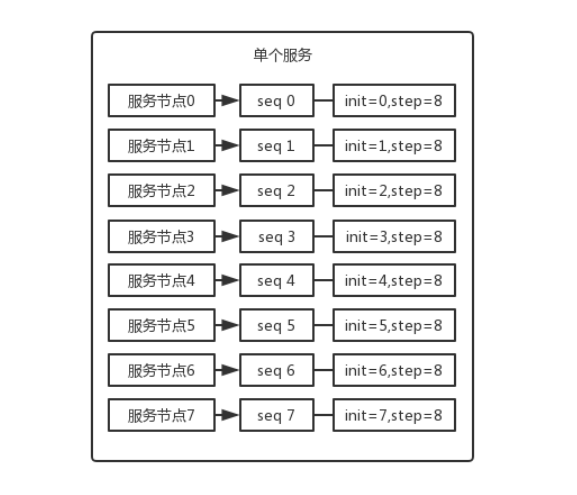 单个服务
服务节点0 seq 0 init=0,step=8
服务节点1 seq 1 init=1,step=8
服务节点2 seq 2 init=2,step=8
服务节点3 seq 3 init=3,step=8
服务节点4 seq 4 init=4,step=8
服务节点5 seq 5 init=5,step=8
服务节点6 seq 6 init=6,step=8
服务节点7 seq 7 init=7,step=8